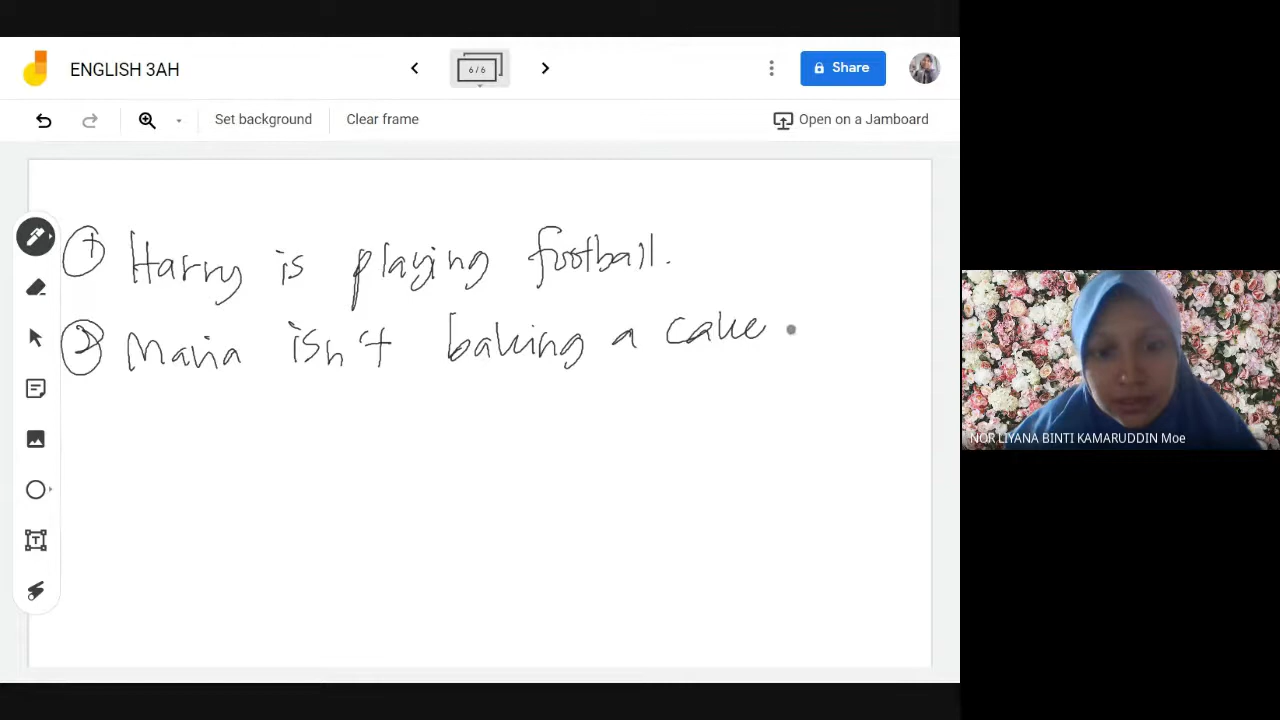 ENGLISH 3AH
6/6
Share
Set background
Clear frame
Open on a Jamboard
① Harry is playing football.
② Maria isn't baking a cake
NOR LIYANA BINTI KAMARUDDIN Moe
T